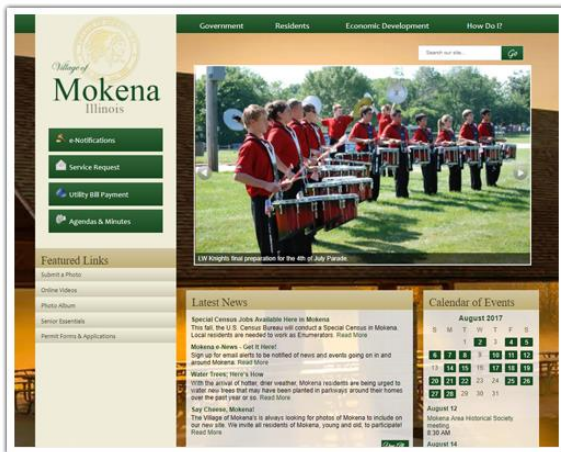 Government Residents Economic Development How Do I?
Search our site... Go
Village of
Mokena
Illinois
e-Notifications
Service Request
Utility Bill Payment
Agendas & Minutes
LW Knights final preparation for the 4th of July Parade.
Featured Links
Submit a Photo
Online Videos
Photo Album
Senior Essentials
Permit Forms & Applications
Latest News
Special Census Jobs Available Here in Mokena
This fall, the U.S. Census Bureau will conduct a Special Census in Mokena.
Local residents are needed to work as Enumerators. Read More
Mokena e-News - Get It Here!
Sign up for email alerts to be notified of news and events going on in and
around Mokena. Read More
Water Trees; Here's How
With the arrival of hotter, drier weather, Mokena residents are being urged to
water new trees that may have been planted in parkways around their homes
over the past year or so. Read More
Say Cheese, Mokena!
The Village of Mokena's is always looking for photos of Mokena to include on
our new site. We invite all residents of Mokena, young and old, to participate!
Read More
Calendar of Events
August 2017
S M T W T F S
1 2 3 4 5
6 7 8 9 10 11 12
13 14 15 16 17 18 19
20 21 22 23 24 25 26
27 28 29 30 31
August 12
Mokena Area Historical Society
meeting
8:30 AM
August 14